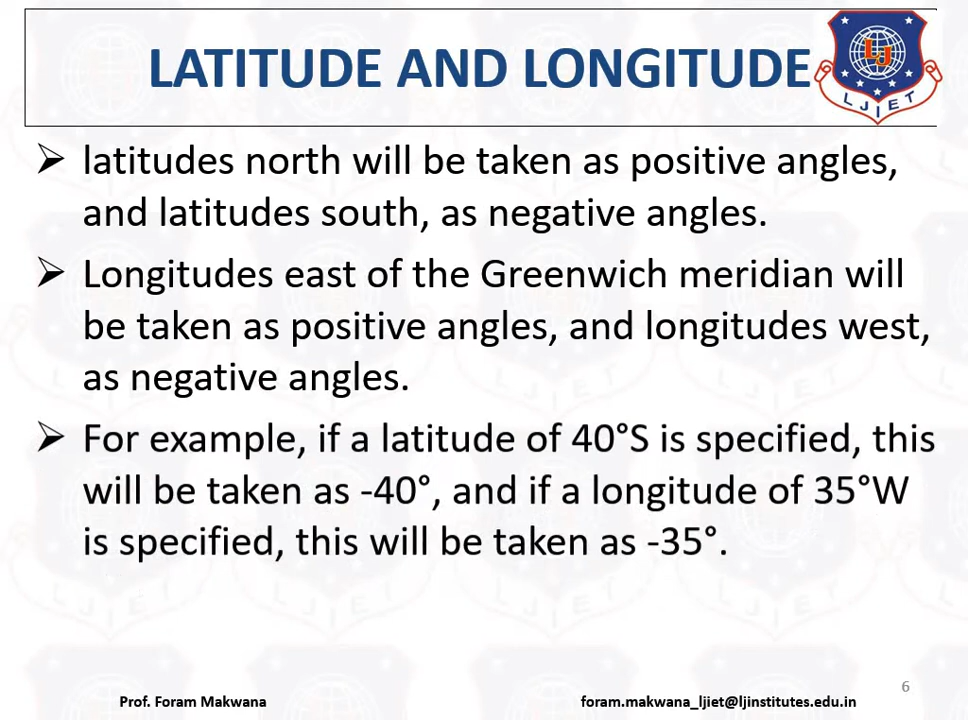 LATITUDE AND LONGITUDE
LJ
LJIET
➢ latitudes north will be taken as positive angles,
and latitudes south, as negative angles.
➢ Longitudes east of the Greenwich meridian will
be taken as positive angles, and longitudes west,
as negative angles.
➢ For example, if a latitude of 40°S is specified, this
will be taken as -40°, and if a longitude of 35°W
is specified, this will be taken as -35°.
6
Prof. Foram Makwana
foram.makwana_ljiet@ljinstitutes.edu.in